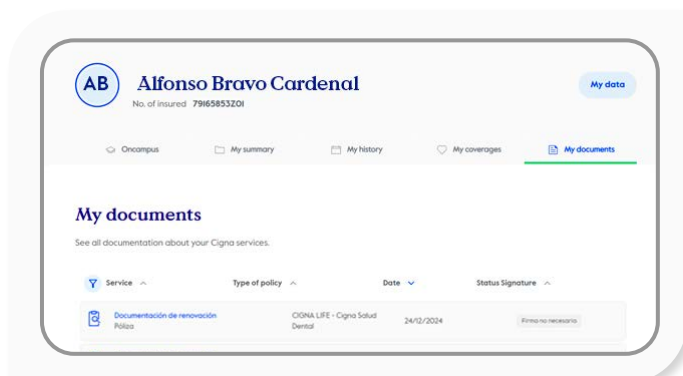 AB
Alfonso Bravo Cardenal
No. of insured 79165853Z01
My data
Oncampus
My summary
My history
My coverages
My documents
My documents
See all documentation about your Cigna services.
Service
Type of policy
Date
Status Signature
Documentación de renovación
Póliza
CIGNA LIFE - Cigna Salud
Dental
24/12/2024
Firma no necesaria